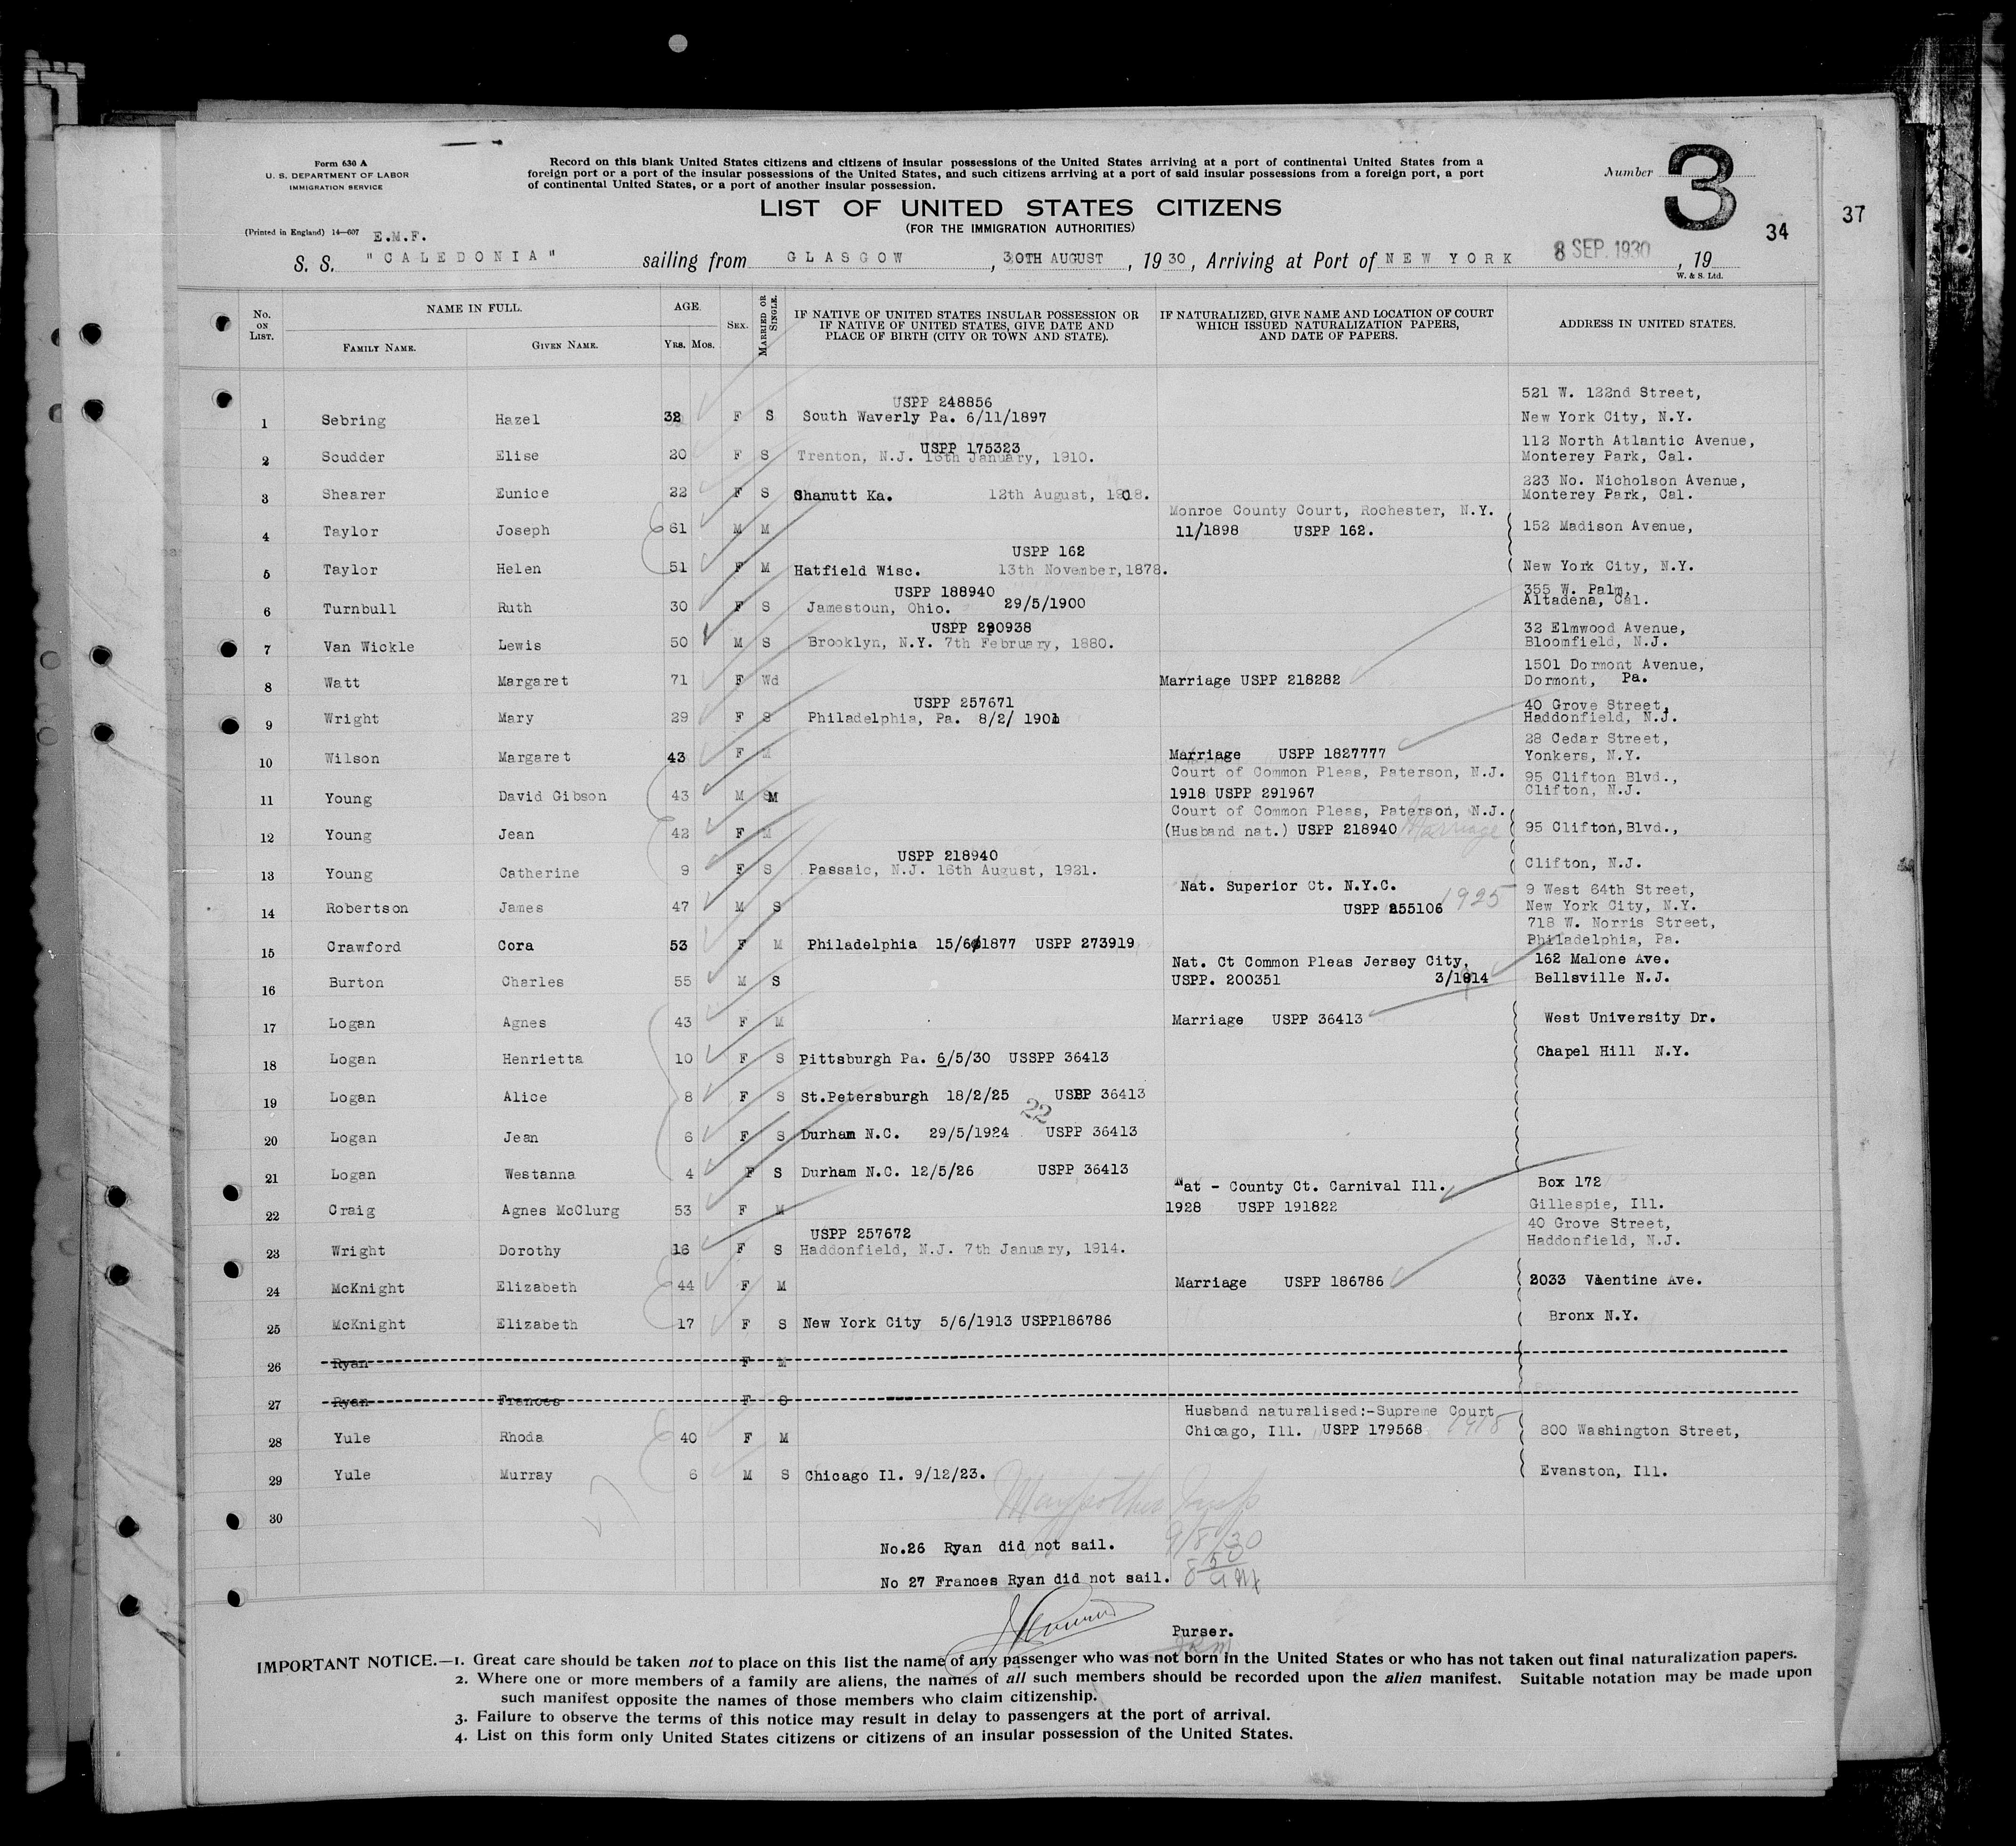 Form 630 A
U. S. DEPARTMENT OF LABOR
IMMIGRATION SERVICE
Record on this blank United States citizens and citizens of insular possessions of the United States arriving at a port of continental United States from a
foreign port or a port of the insular possessions of the United States, and such citizens arriving at a port of said insular possessions from a foreign port, a port
of continental United States, or a port of another insular possession.
Number 3
34
37
LIST OF UNITED STATES CITIZENS
(FOR THE IMMIGRATION AUTHORITIES)
(Printed in England) 14—607 E.M.F.
S. S. "CALEDONIA" sailing from GLASGOW, 30TH AUGUST, 1930, Arriving at Port of NEW YORK 8 SEP. 1930, 19
W. & S. Ltd.
No. ON LIST. NAME IN FULL. FAMILY NAME. GIVEN NAME. AGE. YRS. MOS. SEX. MARRIED OR SINGLE. IF NATIVE OF UNITED STATES INSULAR POSSESSION OR IF NATIVE OF UNITED STATES, GIVE DATE AND PLACE OF BIRTH (CITY OR TOWN AND STATE). IF NATURALIZED, GIVE NAME AND LOCATION OF COURT WHICH ISSUED NATURALIZATION PAPERS, AND DATE OF PAPERS. ADDRESS IN UNITED STATES.
USPP 248856 521 W. 122nd Street,
1 Sebring Hazel 32 F S South Waverly Pa. 6/11/1897 New York City, N.Y.
USPP 175323 112 North Atlantic Avenue,
2 Scudder Elise 20 F S Trenton, N.J. 16th January, 1910. Monterey Park, Cal.
223 No. Nicholson Avenue,
3 Shearer Eunice 22 F S Chanutt Ka. 12th August, 1908. Monterey Park, Cal.
Monroe County Court, Rochester, N.Y.
4 Taylor Joseph 61 M M 11/1898 USPP 162. 152 Madison Avenue,
USPP 162
5 Taylor Helen 51 F M Hatfield Wisc. 13th November, 1878. New York City, N.Y.
USPP 188940 355 W. Palm,
6 Turnbull Ruth 30 F S Jamestoun, Ohio. 29/5/1900 Altadena, Cal.
USPP 290938 32 Elmwood Avenue,
7 Van Wickle Lewis 50 M S Brooklyn, N.Y. 7th February, 1880. Bloomfield, N.J.
1501 Dormont Avenue,
8 Watt Margaret 71 F Wd Marriage USPP 218282 Dormont, Pa.
USPP 257671 40 Grove Street,
9 Wright Mary 29 F S Philadelphia, Pa. 8/2/ 1901 Haddonfield, N.J.
28 Cedar Street,
10 Wilson Margaret 43 F M Marriage USPP 1827777 Yonkers, N.Y.
Court of Common Pleas, Paterson, N.J. 95 Clifton Blvd.,
11 Young David Gibson 43 M M 1918 USPP 291967 Clifton, N.J.
Court of Common Pleas, Paterson, N.J.
12 Young Jean 42 F M (Husband nat.) USPP 218940 Marriage 95 Clifton, Blvd.,
USPP 218940
13 Young Catherine 9 F S Passaic, N.J. 16th August, 1921. Clifton, N.J.
Nat. Superior Ct. N.Y.C. 9 West 64th Street,
14 Robertson James 47 M S USPP 255106 1925 New York City, N.Y.
718 W. Norris Street,
15 Crawford Cora 53 F M Philadelphia 15/6/1877 USPP 273919 Philadelphia, Pa.
Nat. Ct Common Pleas Jersey City, 162 Malone Ave.
16 Burton Charles 55 M S USPP. 200351 3/1914 Bellsville N.J.
17 Logan Agnes 43 F M Marriage USPP 36413 West University Dr.
18 Logan Henrietta 10 F S Pittsburgh Pa. 6/5/30 USSPP 36413 Chapel Hill N.Y.
19 Logan Alice 8 F S St.Petersburgh 18/2/25 22 USPP 36413
20 Logan Jean 6 F S Durham N.C. 29/5/1924 USPP 36413
21 Logan Westanna 4 F S Durham N.C. 12/5/26 USPP 36413
Nat - County Ct. Carnival Ill. Box 172
22 Craig Agnes McClurg 53 F M 1928 USPP 191822 Gillespie, Ill.
USPP 257672 40 Grove Street,
23 Wright Dorothy 16 F S Haddonfield, N.J. 7th January, 1914. Haddonfield, N.J.
24 McKnight Elizabeth 44 F M Marriage USPP 186786 2033 Vaentine Ave.
25 McKnight Elizabeth 17 F S New York City 5/6/1913 USPP186786 Bronx N.Y.
26 Ryan F M
27 Ryan Frances F S
Husband naturalised:-Supreme Court
28 Yule Rhoda 40 F M Chicago, Ill. USPP 179568 1918 800 Washington Street,
29 Yule Murray 6 M S Chicago Il. 9/12/23. Evanston, Ill.
30
No.26 Ryan did not sail. 9/8/30
No 27 Frances Ryan did not sail. 8 50 AM
Purser.
IMPORTANT NOTICE.—1. Great care should be taken not to place on this list the name of any passenger who was not born in the United States or who has not taken out final naturalization papers.
2. Where one or more members of a family are aliens, the names of all such members should be recorded upon the alien manifest. Suitable notation may be made upon
such manifest opposite the names of those members who claim citizenship.
3. Failure to observe the terms of this notice may result in delay to passengers at the port of arrival.
4. List on this form only United States citizens or citizens of an insular possession of the United States.